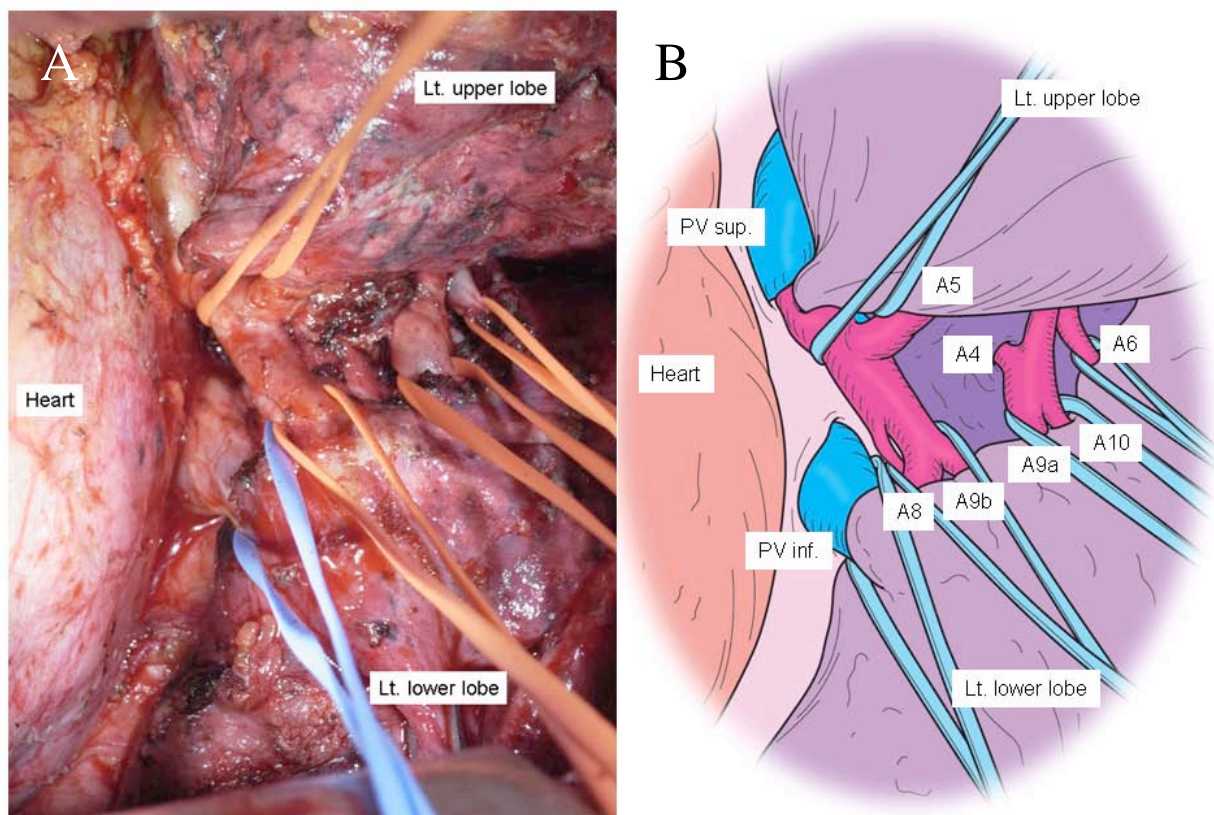 A
Lt. upper lobe
Heart
Lt. lower lobe
B
Lt. upper lobe
PV sup.
A5
A4
A6
Heart
A10
A9a
A9b
A8
PV inf.
Lt. lower lobe